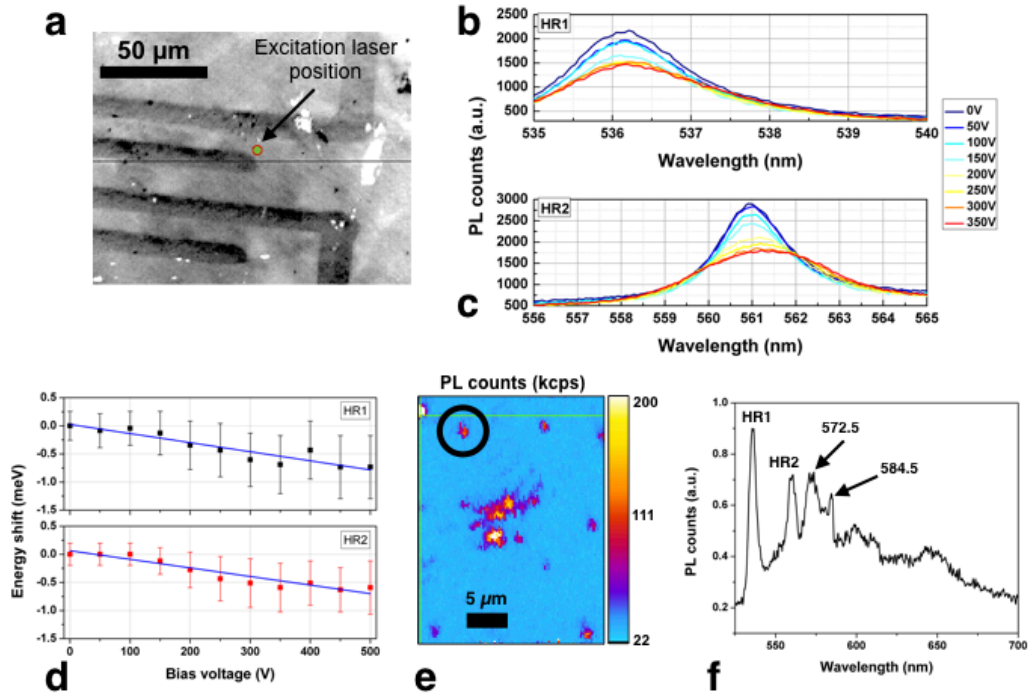 a
50 µm
Excitation laser
position
b
HR1
2500
2000
1500
1000
500
535
536
537
538
539
540
Wavelength (nm)
PL counts (a.u.)
0V
50V
100V
150V
200V
250V
300V
350V
HR2
3000
2500
2000
1500
1000
500
c
556
557
558
559
560
561
562
563
564
565
Wavelength (nm)
0.5
0.0
-0.5
-1.0
-1.5
HR1
Energy shift (meV)
0.5
0.0
-0.5
-1.0
-1.5
HR2
0
100
200
300
400
500
d
Bias voltage (V)
PL counts (kcps)
200
111
22
5 µm
e
1.0
0.8
0.6
0.4
0.2
PL counts (a.u.)
HR1
HR2
572.5
584.5
550
600
650
700
f
Wavelength (nm)